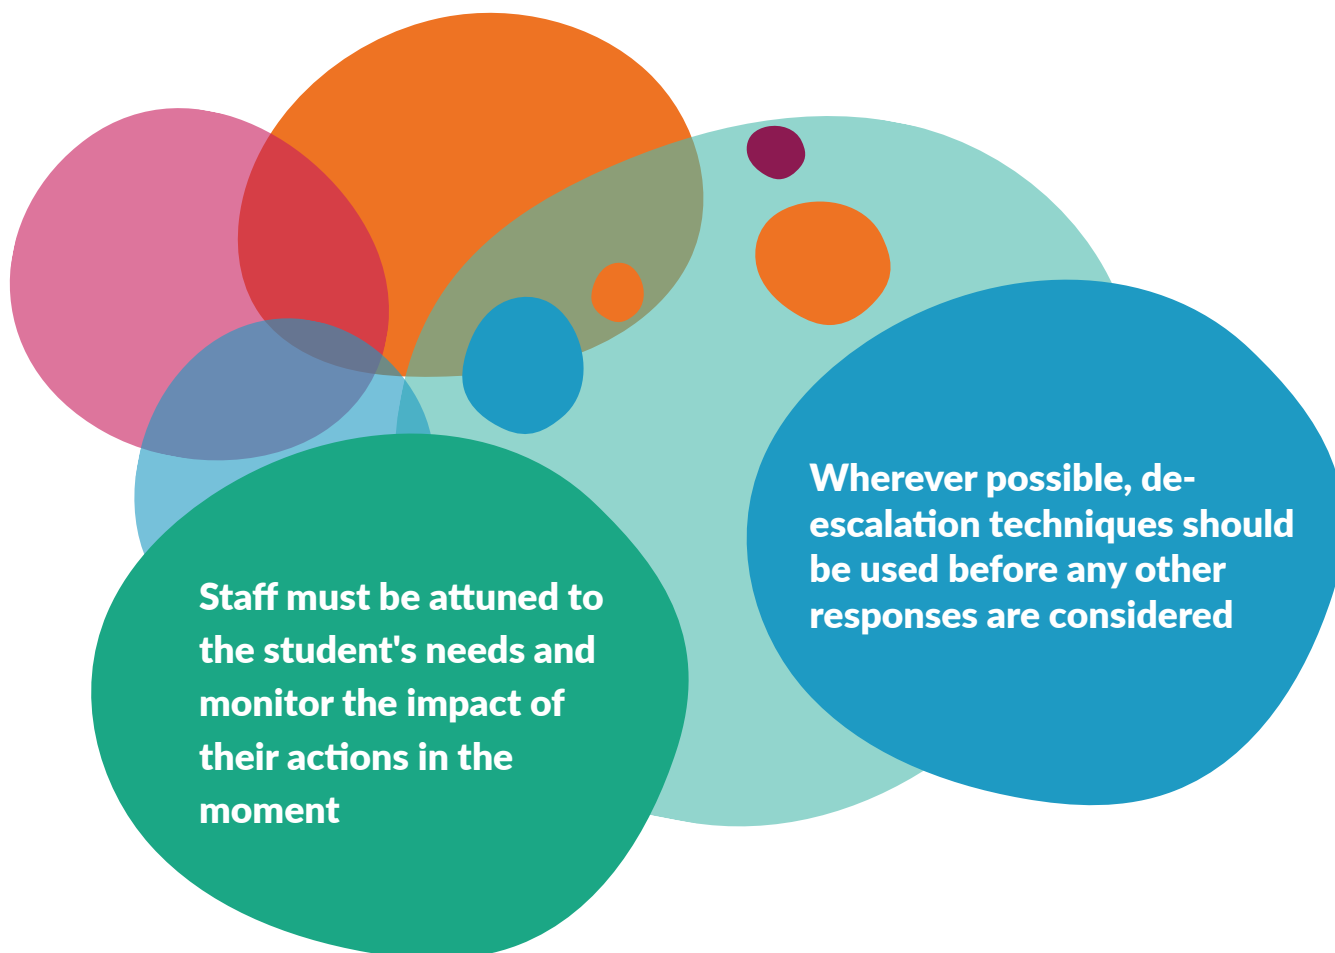 Staff must be attuned to
the student's needs and
monitor the impact of
their actions in the
moment
Wherever possible, de-
escalation techniques should
be used before any other
responses are considered